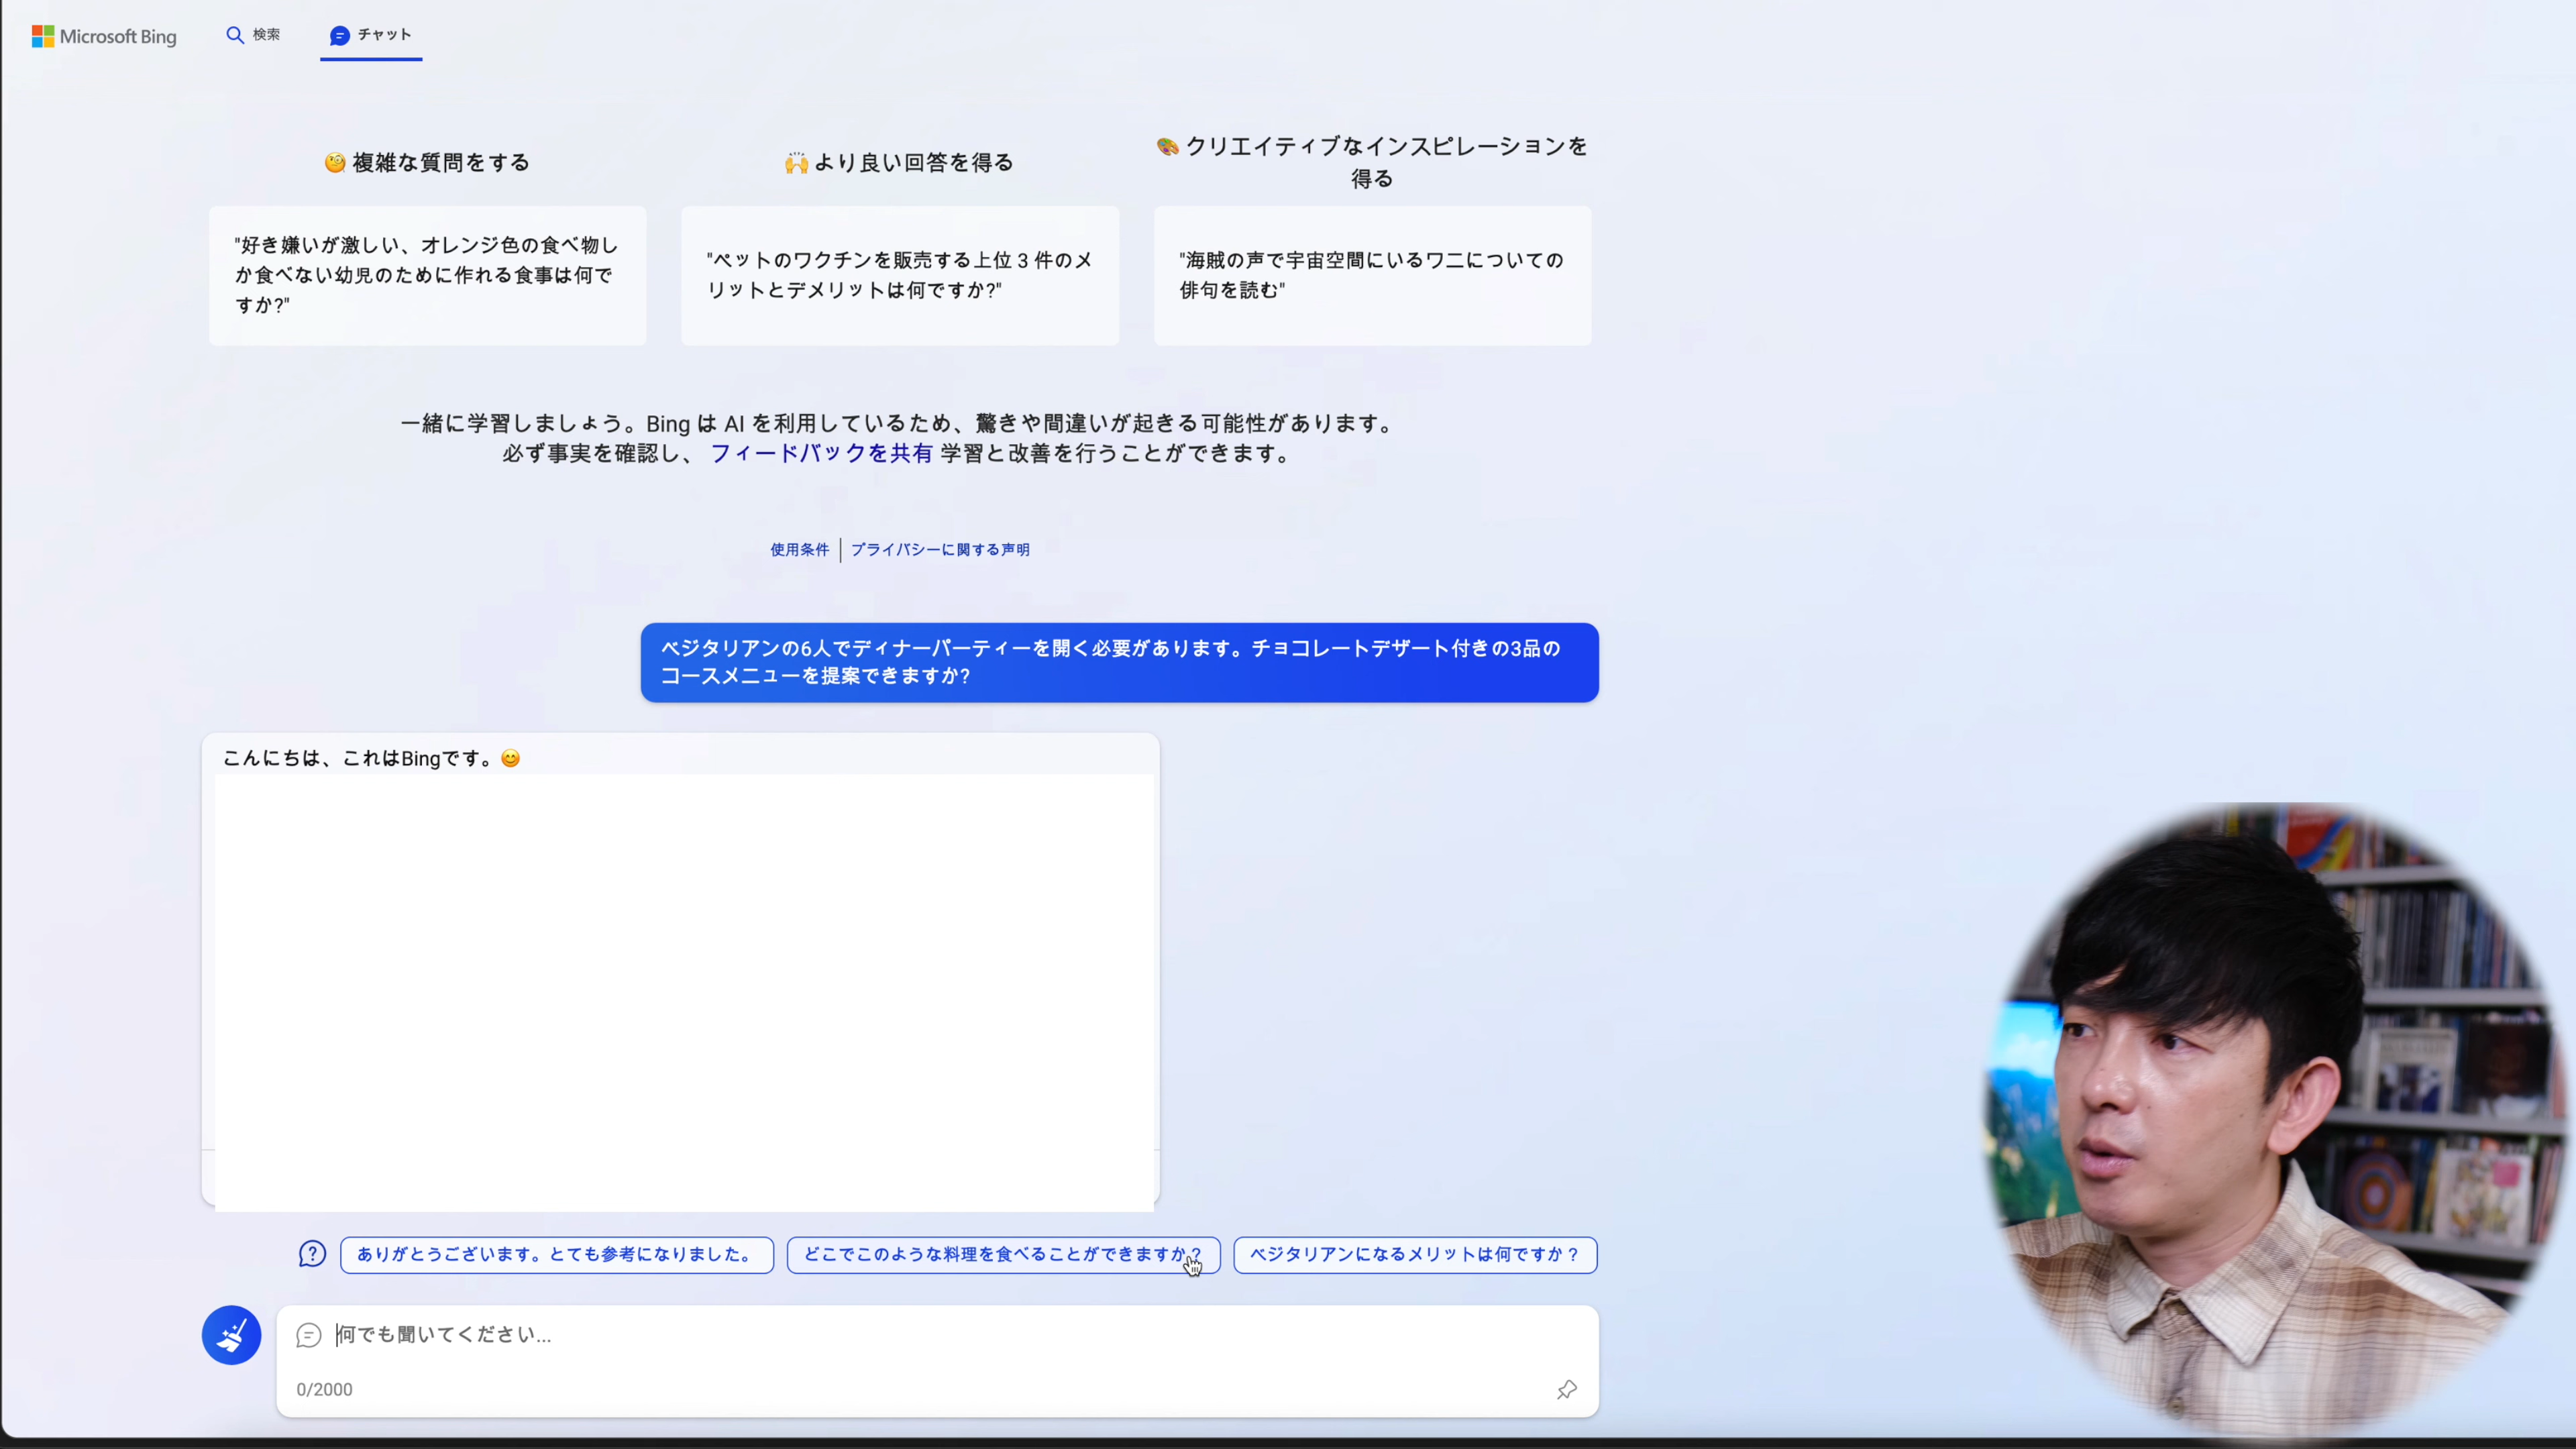 Microsoft Bing
検索
チャット
🧐 複雑な質問をする
"好き嫌いが激しい、オレンジ色の食べ物し
か食べない幼児のために作れる食事は何で
すか?"
🙌 より良い回答を得る
"ペットのワクチンを販売する上位 3 件のメ
リットとデメリットは何ですか?"
🎨 クリエイティブなインスピレーションを
得る
"海賊の声で宇宙空間にいるワニについての
俳句を読む"
一緒に学習しましょう。Bing は AI を利用しているため、驚きや間違いが起きる可能性があります。
必ず事実を確認し、 フィードバックを共有 学習と改善を行うことができます。
使用条件 | プライバシーに関する声明
ベジタリアンの6人でディナーパーティーを開く必要があります。チョコレートデザート付きの3品の
コースメニューを提案できますか?
こんにちは、これはBingです。😊
ありがとうございます。とても参考になりました。
どこでこのような料理を食べることができますか？
ベジタリアンになるメリットは何ですか？
何でも聞いてください...
0/2000